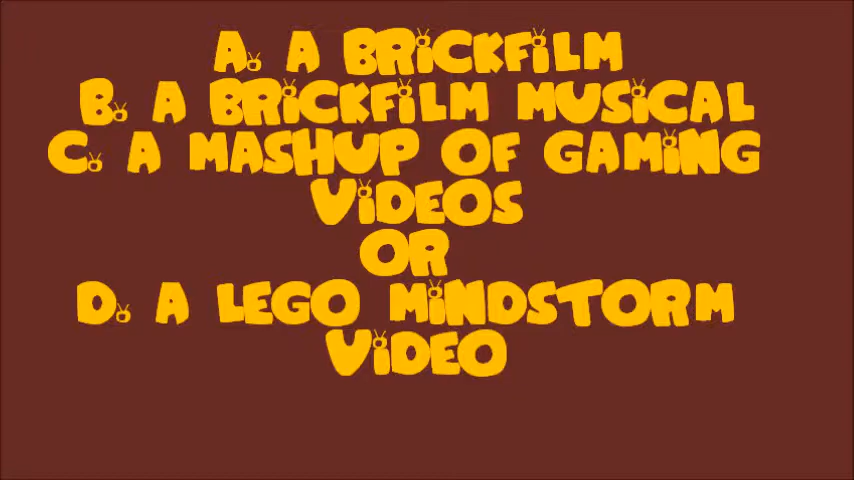 A. A BRICKFiLM
B. A BRICKFiLM MUSiCAL
C. A MASHUP OF GAMiNG
ViDEOS
OR
D. A LEGO MiNDSTORM
ViDEO